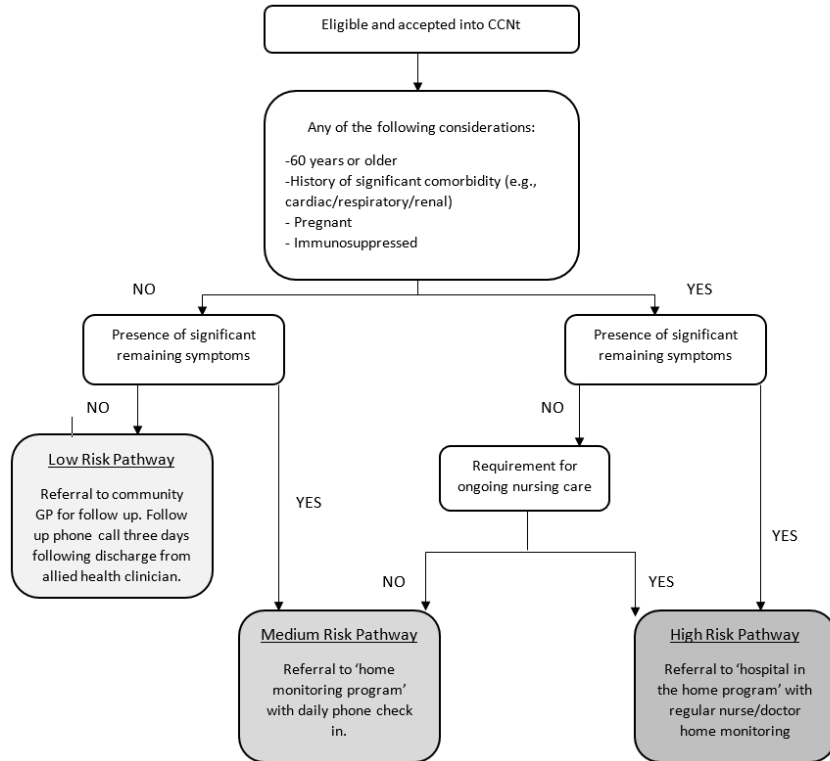 Eligible and accepted into CCNt
Any of the following considerations:
-60 years or older
-History of significant comorbidity (e.g.,
cardiac/respiratory/renal)
- Pregnant
- Immunosuppressed
NO
YES
Presence of significant
remaining symptoms
Presence of significant
remaining symptoms
NO
NO
Low Risk Pathway
Referral to community
GP for follow up. Follow
up phone call three days
following discharge from
allied health clinician.
YES
Requirement for
ongoing nursing care
YES
NO
YES
Medium Risk Pathway
Referral to ‘home
monitoring program’
with daily phone check
in.
High Risk Pathway
Referral to ‘hospital in
the home program’ with
regular nurse/doctor
home monitoring